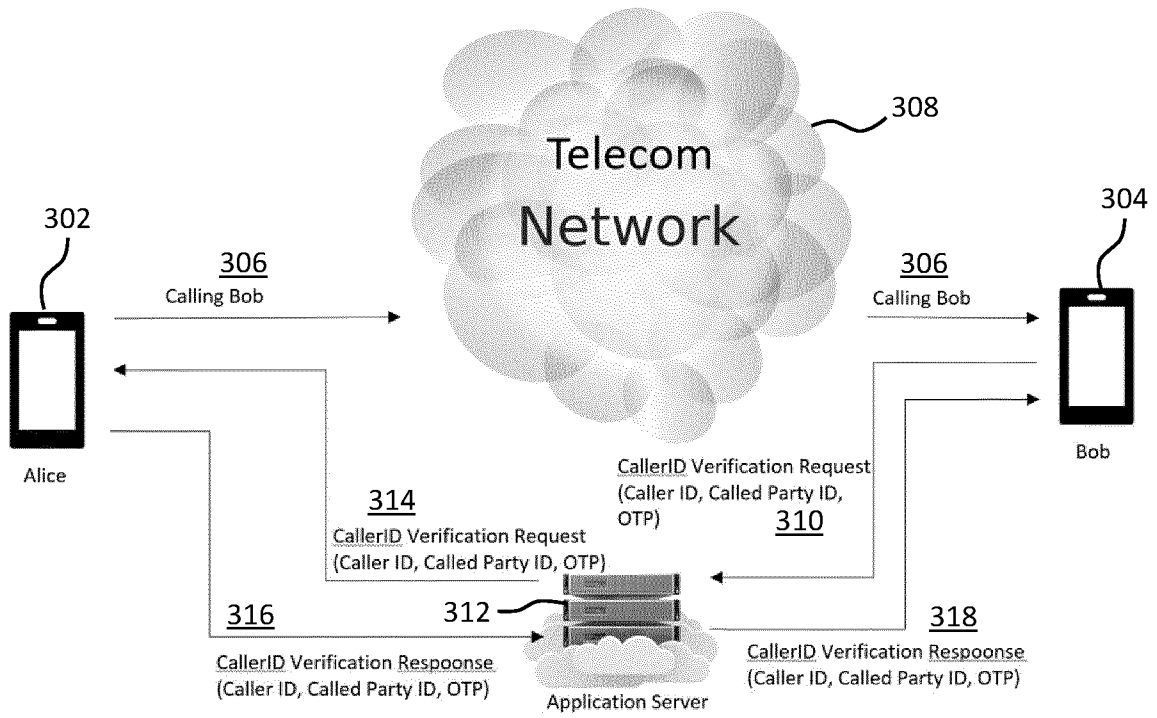 308
Telecom
Network
302
304
306
Calling Bob
306
Calling Bob
Alice
Bob
CallerID Verification Request
(Caller ID, Called Party ID,
OTP)
310
314
CallerID Verification Request
(Caller ID, Called Party ID, OTP)
312
316
CallerID Verification Respoonse
(Caller ID, Called Party ID, OTP)
318
CallerID Verification Respoonse
(Caller ID, Called Party ID, OTP)
Application Server